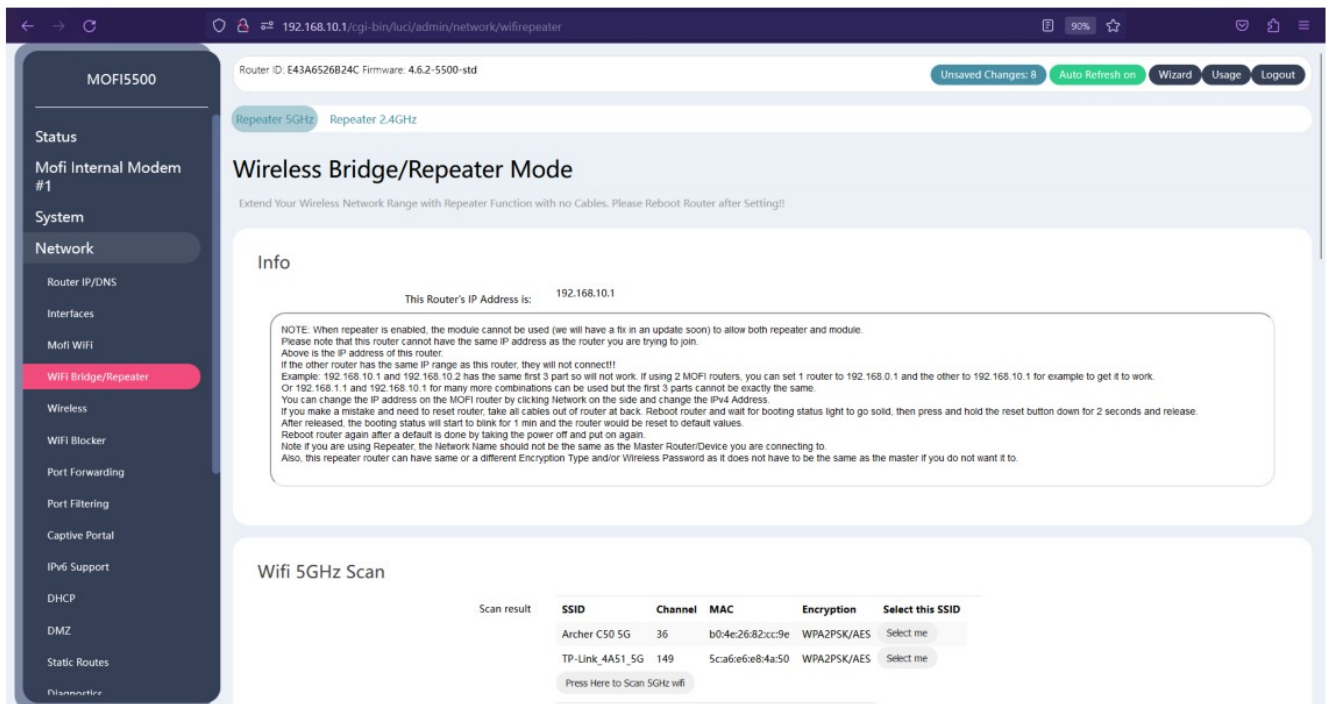 192.168.10.1/cgi-bin/luci/admin/network/wifirepeater
90%
MOFI5500
Status
Mofi Internal Modem
#1
System
Network
Router IP/DNS
Interfaces
Mofi WiFi
WiFi Bridge/Repeater
Wireless
WiFi Blocker
Port Forwarding
Port Filtering
Captive Portal
IPv6 Support
DHCP
DMZ
Static Routes
Diagnostics
Router ID: E43A6526B24C Firmware: 4.6.2-5500-std
Unsaved Changes: 8 Auto Refresh on Wizard Usage Logout
Repeater 5GHz Repeater 2.4GHz
Wireless Bridge/Repeater Mode
Extend Your Wireless Network Range with Repeater Function with no Cables. Please Reboot Router after Setting!!
Info
This Router's IP Address is: 192.168.10.1
NOTE: When repeater is enabled, the module cannot be used (we will have a fix in an update soon) to allow both repeater and module.
Please note that this router cannot have the same IP address as the router you are trying to join.
Above is the IP address of this router.
If the other router has the same IP range as this router, they will not connect!!!
Example: 192.168.10.1 and 192.168.10.2 has the same first 3 part so will not work. If using 2 MOFI routers, you can set 1 router to 192.168.0.1 and the other to 192.168.10.1 for example to get it to work.
Or 192.168.1.1 and 192.168.10.1 for many more combinations can be used but the first 3 parts cannot be exactly the same.
You can change the IP address on the MOFI router by clicking Network on the side and change the IPv4 Address.
If you make a mistake and need to reset router, take all cables out of router at back. Reboot router and wait for booting status light to go solid, then press and hold the reset button down for 2 seconds and release.
After released, the booting status will start to blink for 1 min and the router would be reset to default values.
Reboot router again after a default is done by taking the power off and put on again.
Note if you are using Repeater, the Network Name should not be the same as the Master Router/Device you are connecting to.
Also, this repeater router can have same or a different Encryption Type and/or Wireless Password as it does not have to be the same as the master if you do not want it to.
Wifi 5GHz Scan
Scan result SSID Channel MAC Encryption Select this SSID
Archer C50 5G 36 b0:4e:26:82:cc:9e WPA2PSK/AES Select me
TP-Link_4A51_5G 149 5c:a6:e6:e8:4a:50 WPA2PSK/AES Select me
Press Here to Scan 5GHz wifi